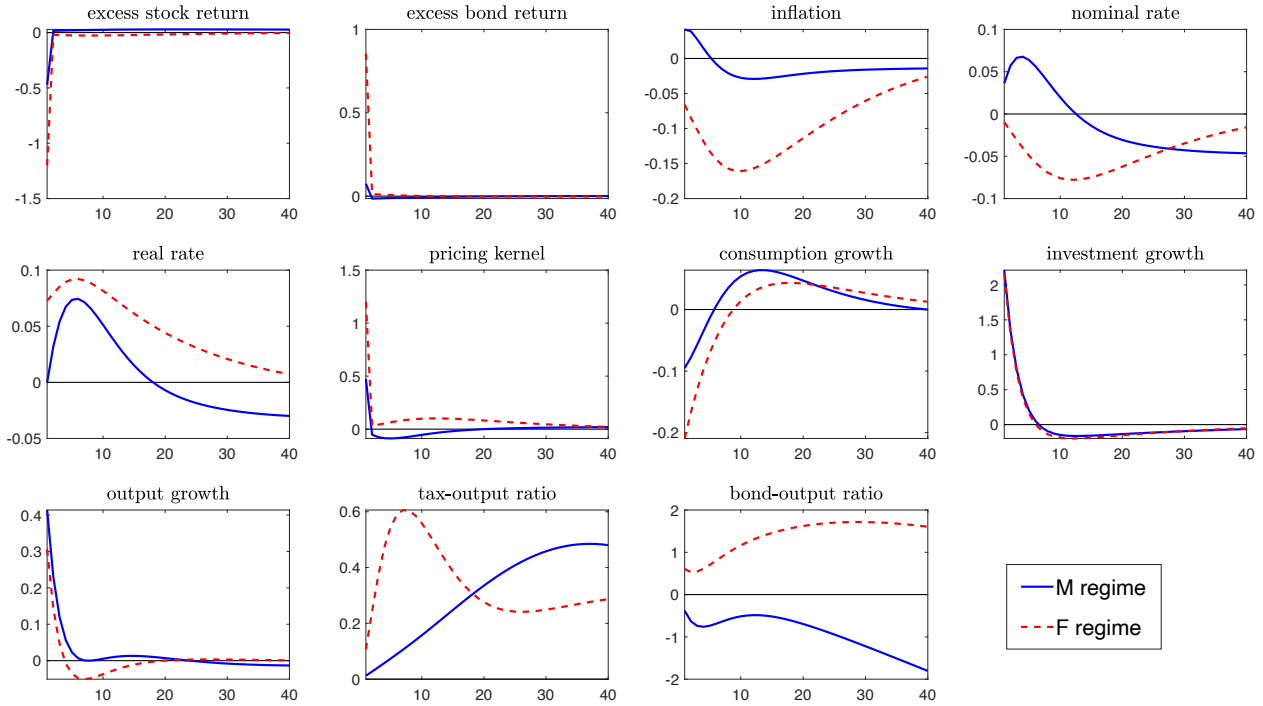 excess stock return
0
-0.5
-1
-1.5
10 20 30 40
excess bond return
1
0.5
0
10 20 30 40
inflation
0
-0.05
-0.1
-0.15
-0.2
10 20 30 40
nominal rate
0.1
0.05
0
-0.05
-0.1
10 20 30 40
real rate
0.1
0.05
0
-0.05
10 20 30 40
pricing kernel
1.5
1
0.5
0
10 20 30 40
consumption growth
0
-0.1
-0.2
10 20 30 40
investment growth
2
1.5
1
0.5
0
10 20 30 40
output growth
0.4
0.3
0.2
0.1
0
10 20 30 40
tax-output ratio
0.6
0.4
0.2
0
10 20 30 40
bond-output ratio
2
1
0
-1
-2
10 20 30 40
M regime
F regime